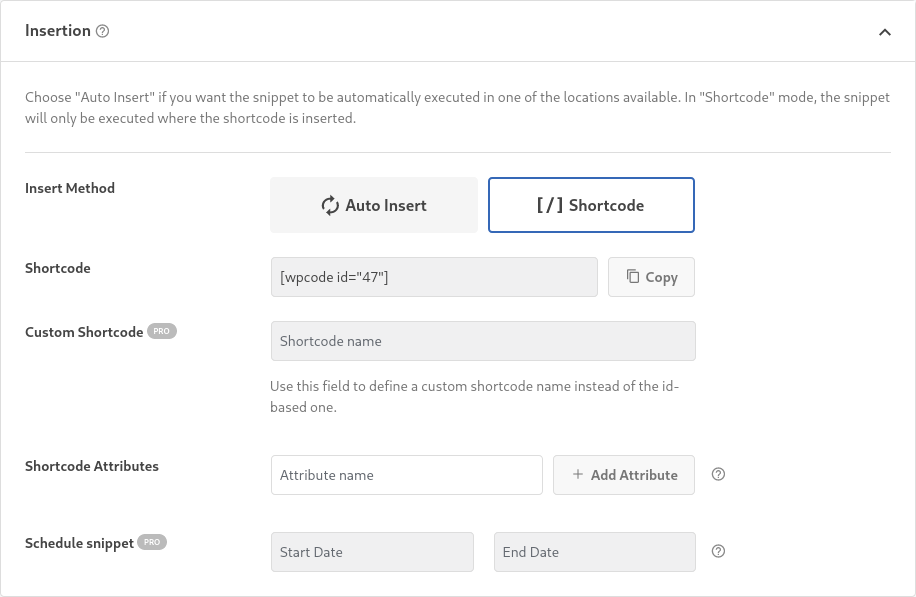 Insertion
Choose "Auto Insert" if you want the snippet to be automatically executed in one of the locations available. In "Shortcode" mode, the snippet
will only be executed where the shortcode is inserted.
Insert Method
Auto Insert
[/] Shortcode
Shortcode
[wpcode id="47"]
Copy
Custom Shortcode PRO
Shortcode name
Use this field to define a custom shortcode name instead of the id-
based one.
Shortcode Attributes
Attribute name
+ Add Attribute
Schedule snippet PRO
Start Date
End Date